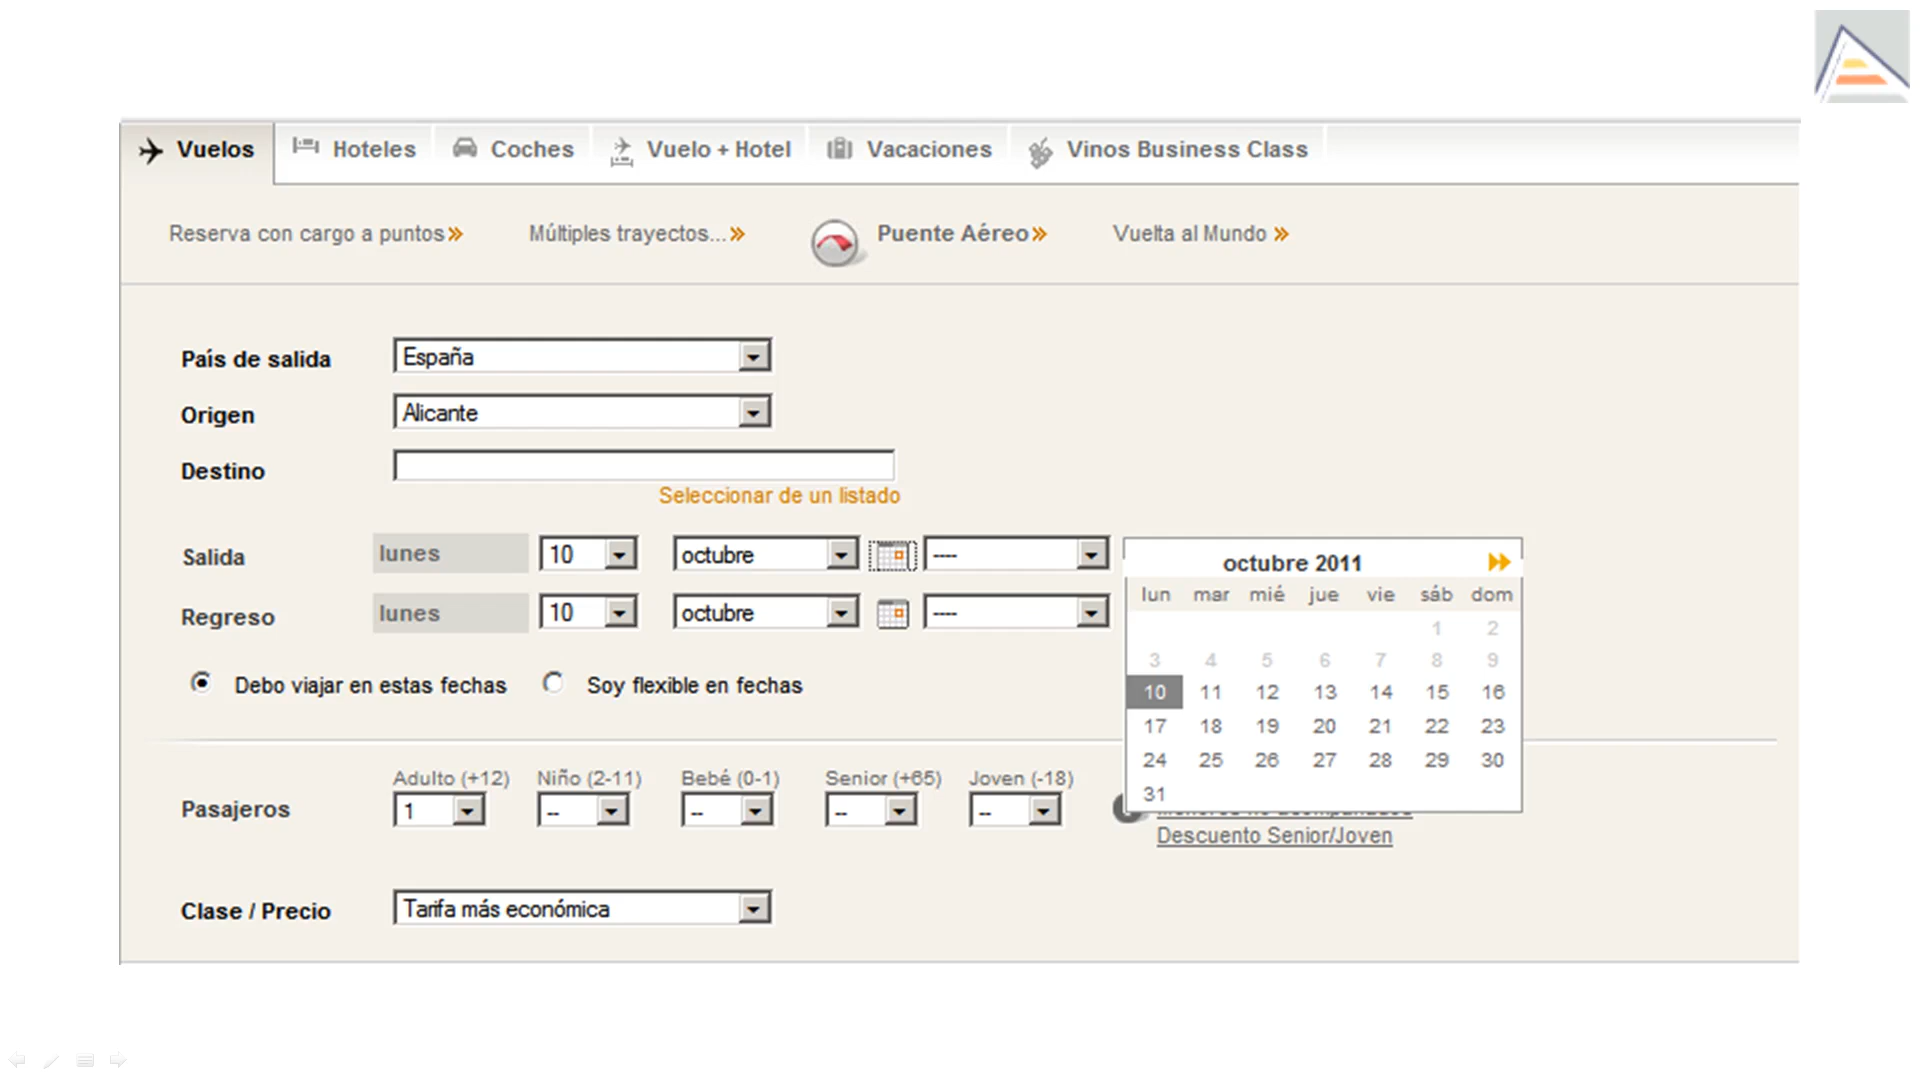 Vuelos Hoteles Coches Vuelo + Hotel Vacaciones Vinos Business Class
Reserva con cargo a puntos» Múltiples trayectos...» Puente Aéreo» Vuelta al Mundo »
País de salida España
Origen Alicante
Destino
Seleccionar de un listado
Salida lunes 10 octubre ----
Regreso lunes 10 octubre ----
Debo viajar en estas fechas Soy flexible en fechas
octubre 2011
lun mar mié jue vie sáb dom
1 2
3 4 5 6 7 8 9
10 11 12 13 14 15 16
17 18 19 20 21 22 23
24 25 26 27 28 29 30
31
Adulto (+12) Niño (2-11) Bebé (0-1) Senior (+65) Joven (-18)
Pasajeros 1 -- -- -- --
Descuento Senior/Joven
Clase / Precio Tarifa más económica